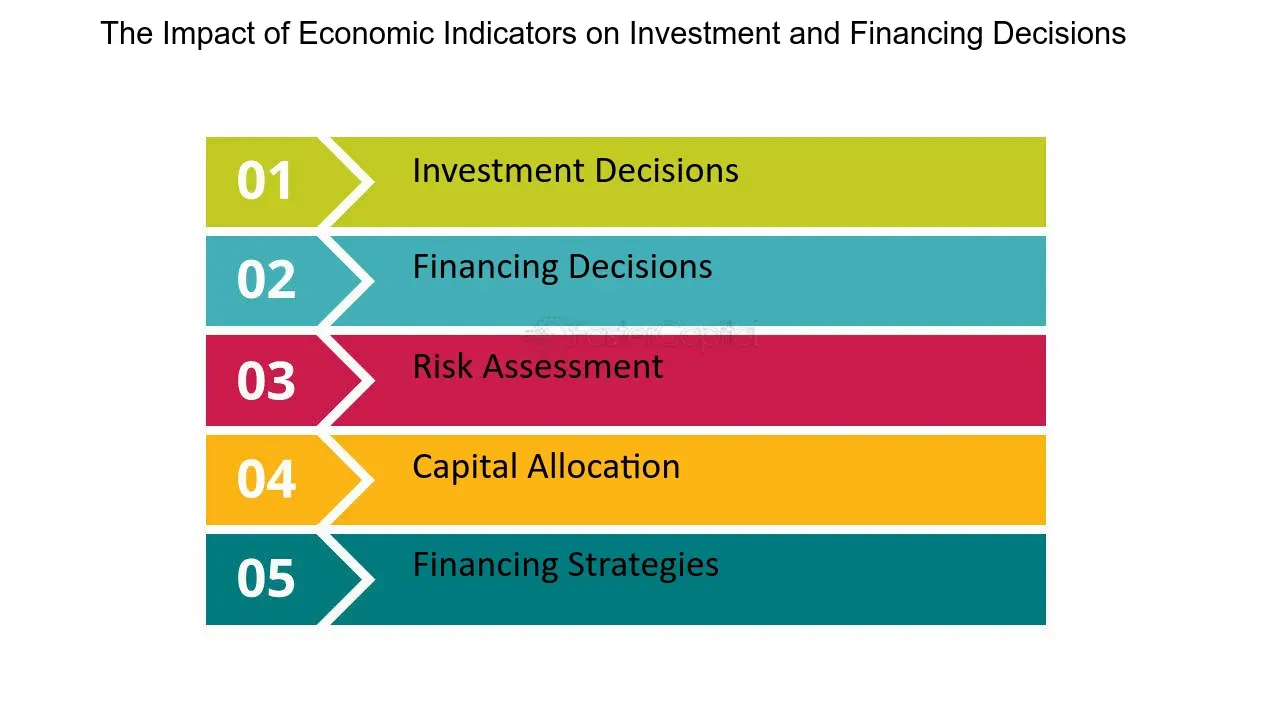 The Impact of Economic Indicators on Investment and Financing Decisions
01
Investment Decisions
02
Financing Decisions
FasterCapital
03
Risk Assessment
04
Capital Allocation
05
Financing Strategies